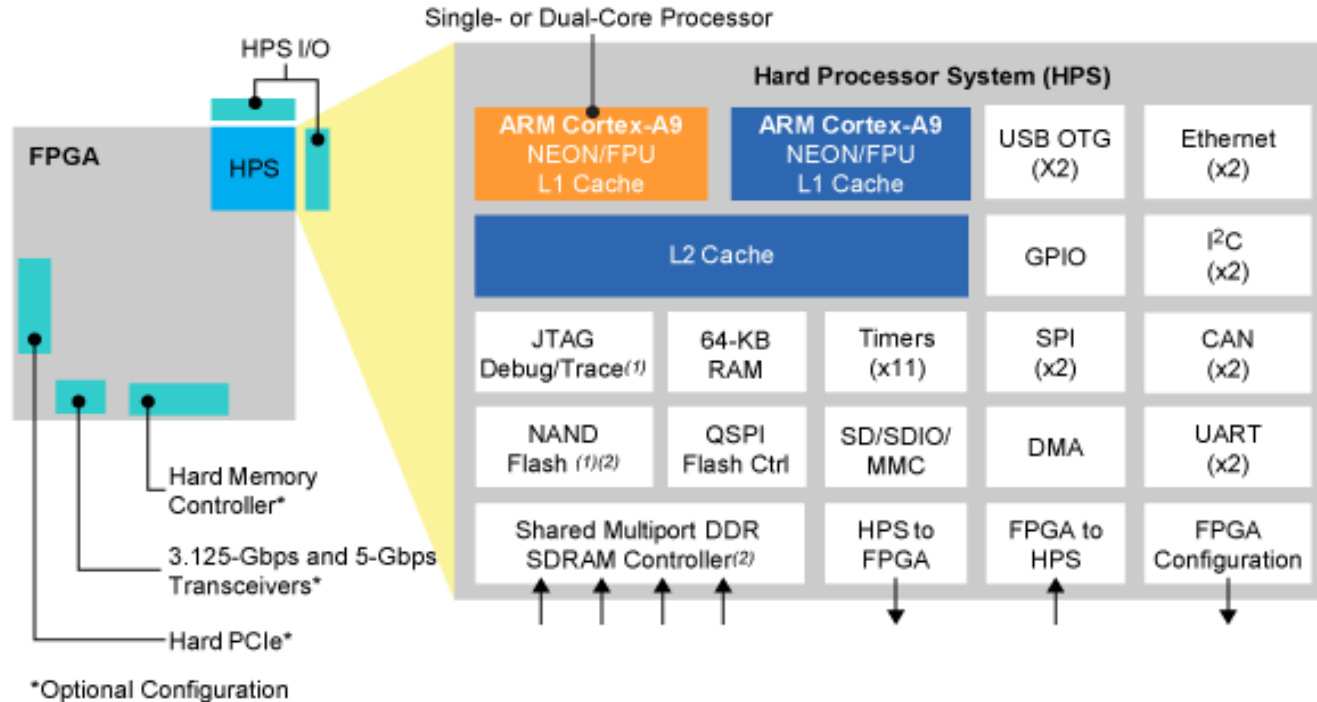 Single- or Dual-Core Processor
HPS I/O
FPGA
HPS
Hard Memory
Controller*
3.125-Gbps and 5-Gbps
Transceivers*
Hard PCIe*
*Optional Configuration
Hard Processor System (HPS)
ARM Cortex-A9
NEON/FPU
L1 Cache
ARM Cortex-A9
NEON/FPU
L1 Cache
USB OTG
(X2)
Ethernet
(x2)
L2 Cache
GPIO
I²C
(x2)
JTAG
Debug/Trace(1)
64-KB
RAM
Timers
(x11)
SPI
(x2)
CAN
(x2)
NAND
Flash (1)(2)
QSPI
Flash Ctrl
SD/SDIO/
MMC
DMA
UART
(x2)
Shared Multiport DDR
SDRAM Controller(2)
HPS to
FPGA
FPGA to
HPS
FPGA
Configuration